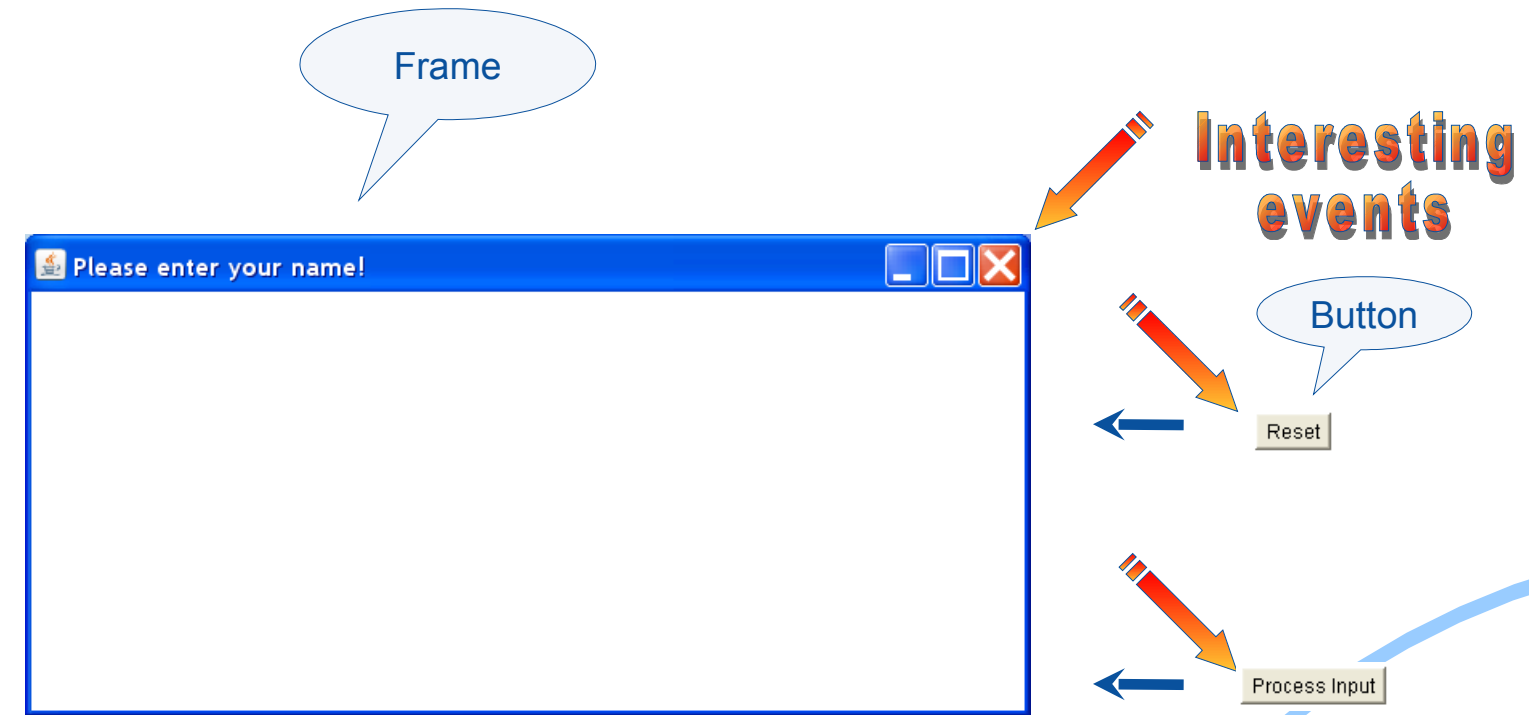 Frame
Interesting
events
Please enter your name!
Button
Reset
Process Input